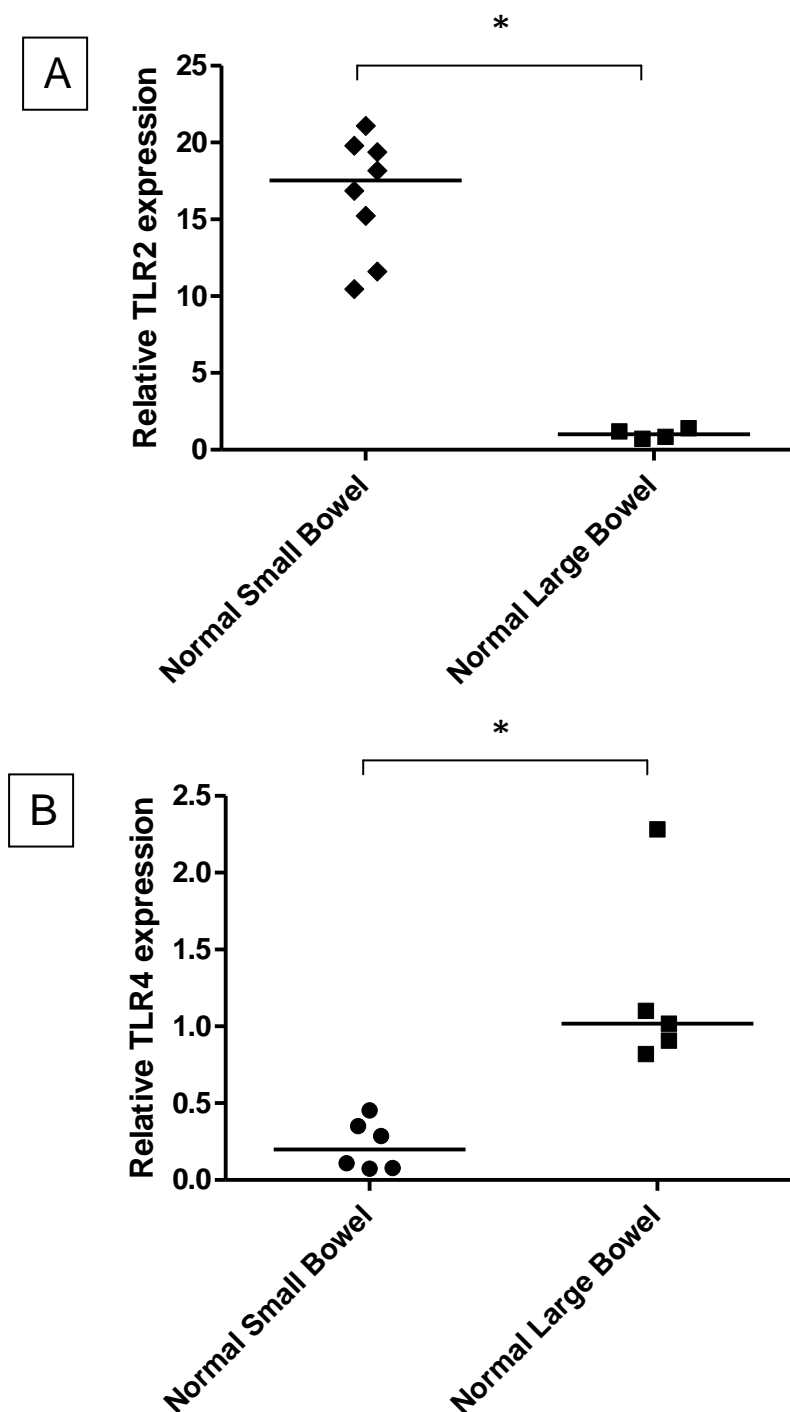 A
*
25
20
15
10
5
0
Relative TLR2 expression
Normal Small Bowel
Normal Large Bowel
B
*
2.5
2.0
1.5
1.0
0.5
0.0
Relative TLR4 expression
Normal Small Bowel
Normal Large Bowel